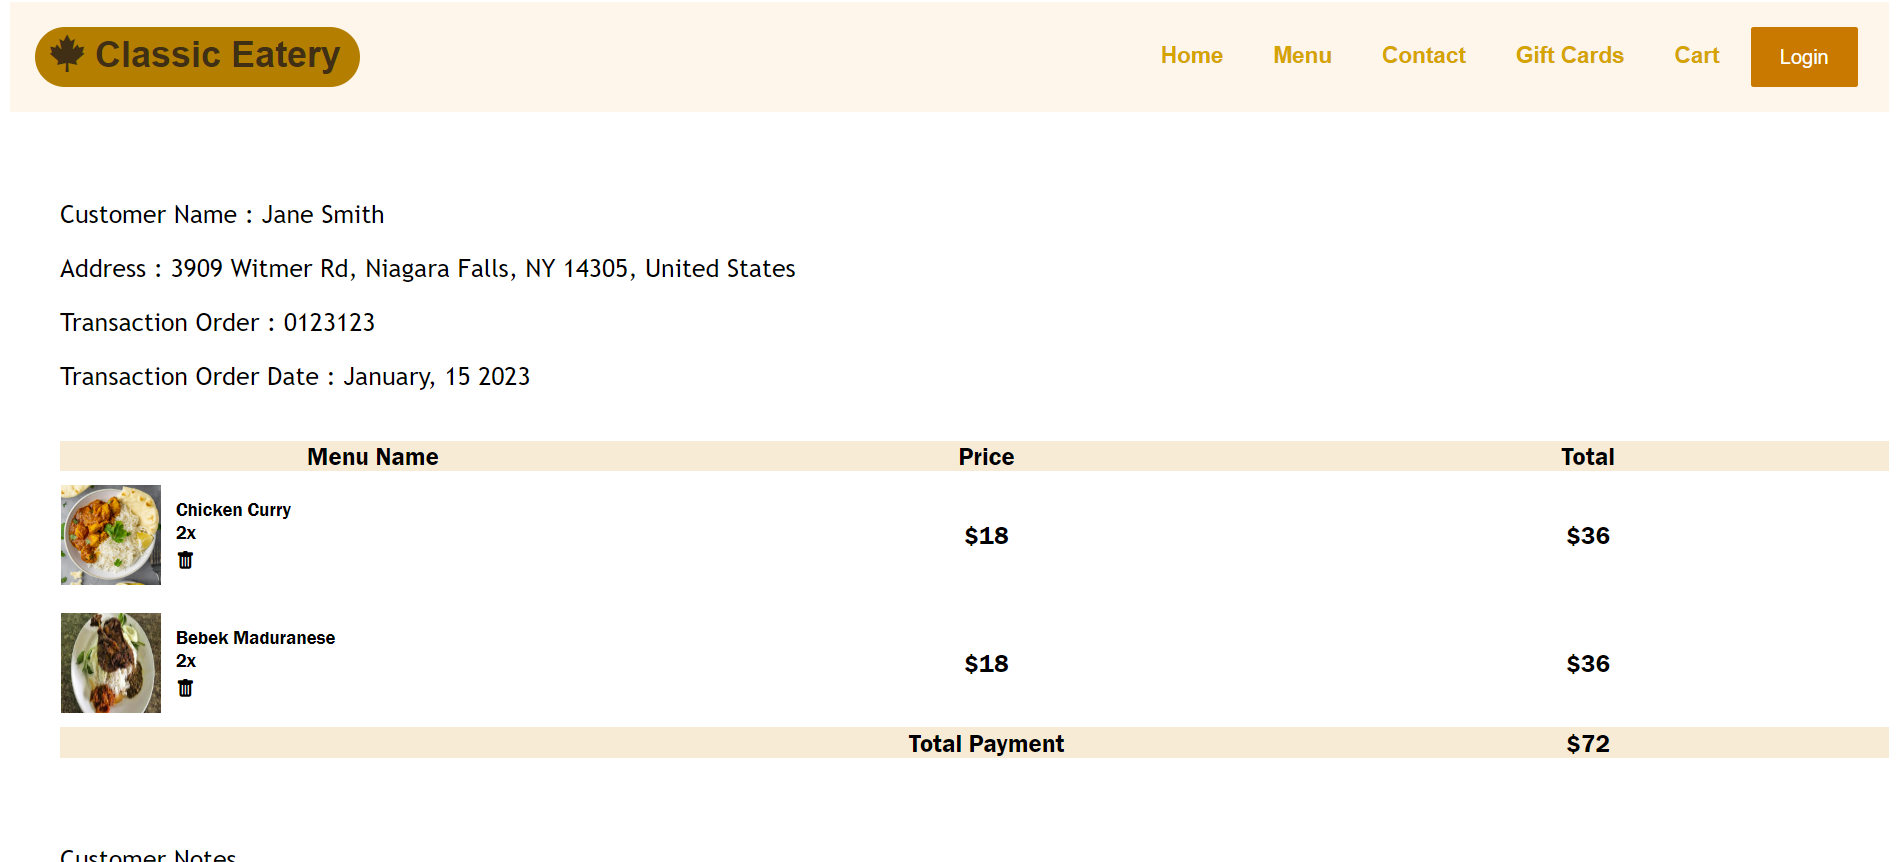 Classic Eatery
Home Menu Contact Gift Cards Cart Login
Customer Name : Jane Smith
Address : 3909 Witmer Rd, Niagara Falls, NY 14305, United States
Transaction Order : 0123123
Transaction Order Date : January, 15 2023
Menu Name Price Total
Chicken Curry
2x
$18 $36
Bebek Maduranese
2x
$18 $36
Total Payment $72
Customer Notes